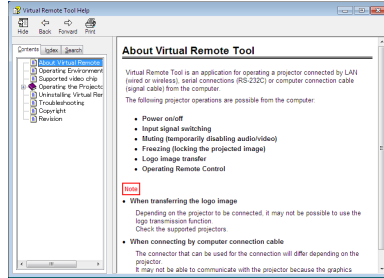 Virtual Remote Tool Help
Hide Back Forward Print
Contents Index Search
About Virtual Remote
Operating Environment
Supported video chip
Operating the Projecto
Uninstalling Virtual Rer
Troubleshooting
Copyright
Revision
About Virtual Remote Tool
Virtual Remote Tool is an application for operating a projector connected by LAN
(wired or wireless), serial connections (RS-232C) or computer connection cable
(signal cable) from the computer.
The following projector operations are possible from the computer:
• Power on/off
• Input signal switching
• Muting (temporarily disabling audio/video)
• Freezing (locking the projected image)
• Logo image transfer
• Operating Remote Control
Note
• When transferring the logo image
Depending on the projector to be connected, it may not be possible to use the
logo transmission function.
Check the supported projectors.
• When connecting by computer connection cable
The connector that can be used for the connection will differ depending on the
projector.
It may not be able to communicate with the projector because the graphics